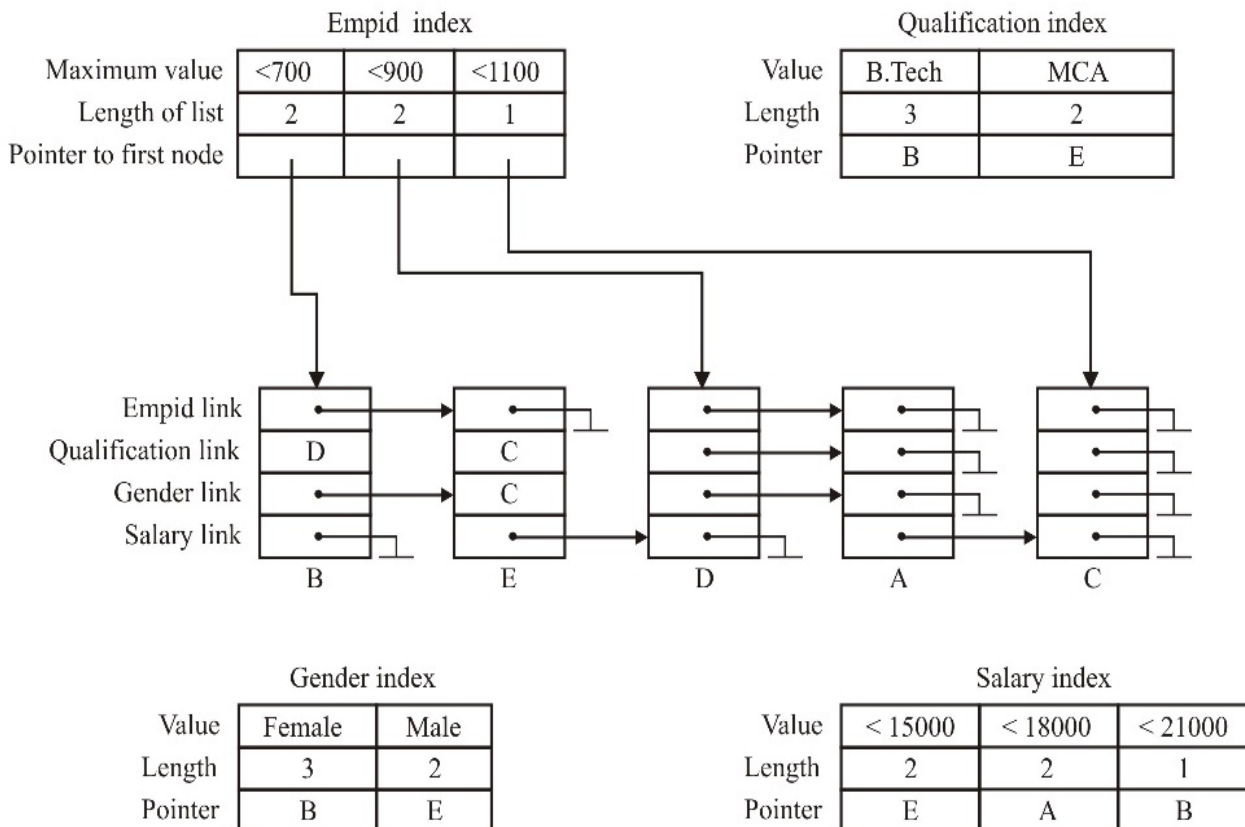 Empid index
Maximum value <700 <900 <1100
Length of list 2 2 1
Pointer to first node
Qualification index
Value B.Tech MCA
Length 3 2
Pointer B E
Empid link
Qualification link D C
Gender link C
Salary link
B E D A C
Gender index
Value Female Male
Length 3 2
Pointer B E
Salary index
Value < 15000 < 18000 < 21000
Length 2 2 1
Pointer E A B